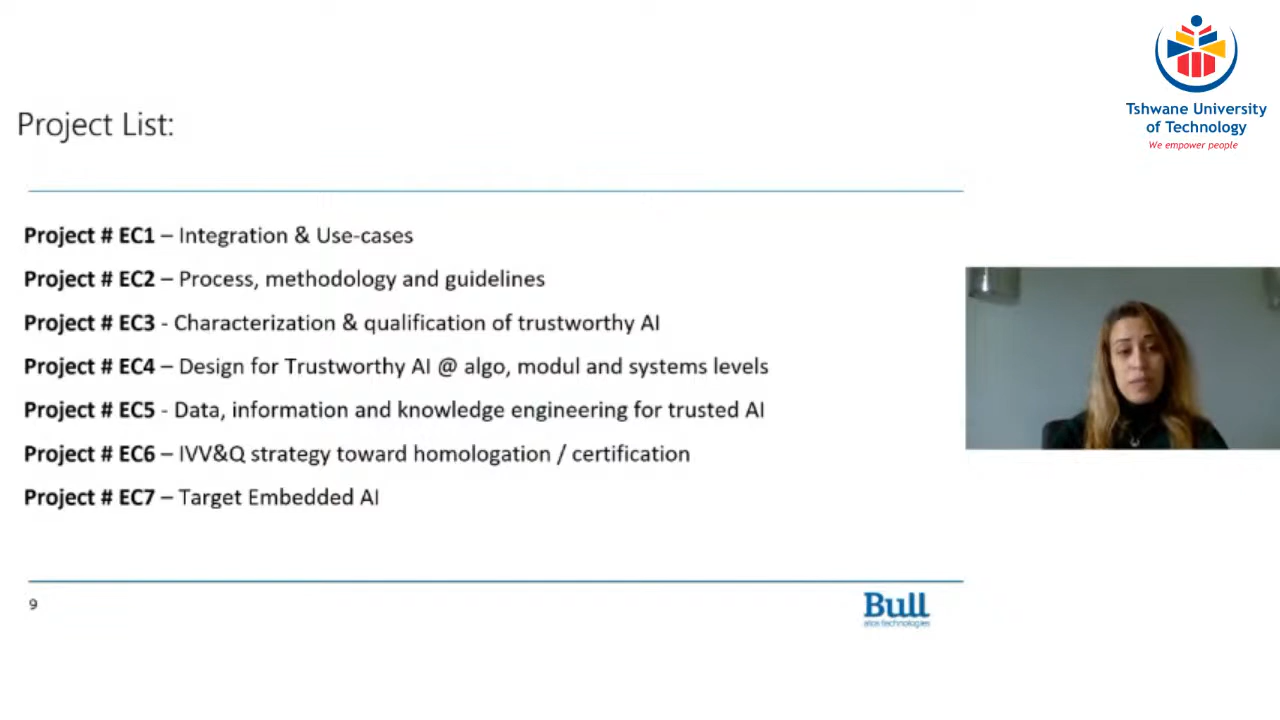 Tshwane University
of Technology
We empower people
Project List:
Project # EC1 – Integration & Use-cases
Project # EC2 – Process, methodology and guidelines
Project # EC3 - Characterization & qualification of trustworthy AI
Project # EC4 – Design for Trustworthy AI @ algo, modul and systems levels
Project # EC5 - Data, information and knowledge engineering for trusted AI
Project # EC6 – IVV&Q strategy toward homologation / certification
Project # EC7 – Target Embedded AI
9
Bull
atos technologies